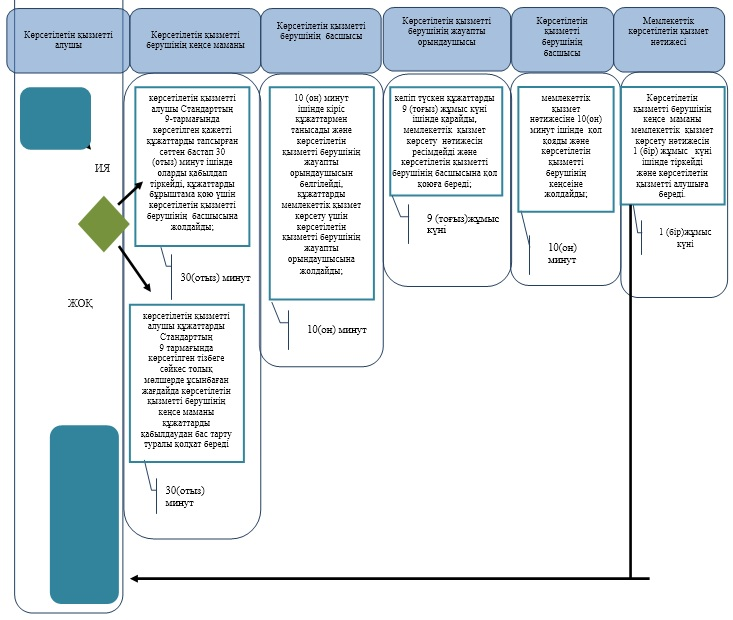 Көрсетілетін қызметті
алушы
Көрсетілетін қызметті
берушінің кеңсе маманы
Көрсетілетін қызметті
берушінің басшысы
Көрсетілетін қызметті
берушінің жауапты
орындаушысы
Көрсетілетін
қызметті
берушінің
басшысы
Мемлекеттік
көрсетілетін қызмет
нәтижесі
ИЯ
ЖОҚ
көрсетілетін қызметті
алушы Стандарттың
9-тармағында
көрсетілген қажетті
құжаттарды тапсырған
сәттен бастап 30
(отыз) минут ішінде
оларды қабылдап
тіркейді, құжаттарды
бұрыштама қою үшін
көрсетілетін қызметті
берушінің басшысына
жолдайды;
30(отыз) минут
көрсетілетін қызметті
алушы құжаттарды
Стандарттың
9 тармағында
көрсетілген тізбеге
сәйкес толық
мөлшерде ұсынбаған
жағдайда көрсетілетін
қызметті берушінің
кеңсе маманы
құжаттарды
қабылдаудан бас тарту
туралы қолхат береді
30(отыз)
минут
10 (он) минут
ішінде кіріс
құжаттармен
танысады және
көрсетілетін
қызметті берушінің
жауапты
орындаушысын
белгілейді,
құжаттарды
мемлекеттік қызмет
көрсету үшін
көрсетілетін
қызметті берушінің
жауапты
орындаушысына
жолдайды;
10(он) минут
келіп түскен құжаттарды
9 (тоғыз) жұмыс күні
ішінде қарайды,
мемлекеттік қызмет
көрсету нәтижесін
ресімдейді және
көрсетілетін қызметті
берушінің басшысына қол
қоюға береді;
9 (тоғыз)жұмыс
күні
мемлекеттік
қызмет
нәтижесіне 10(он)
минут ішінде қол
қояды және
көрсетілетін
қызметті
берушінің
кеңсеіне
жолдайды;
10(он)
минут
Көрсетілетін
қызметті берушінің
кеңсе маманы
мемлекеттік қызмет
көрсету нәтижесін
1 (бір) жұмыс күні
ішінде тіркейді
және көрсетілетін
қызметті алушыға
береді.
1 (бір)жұмыс
күні